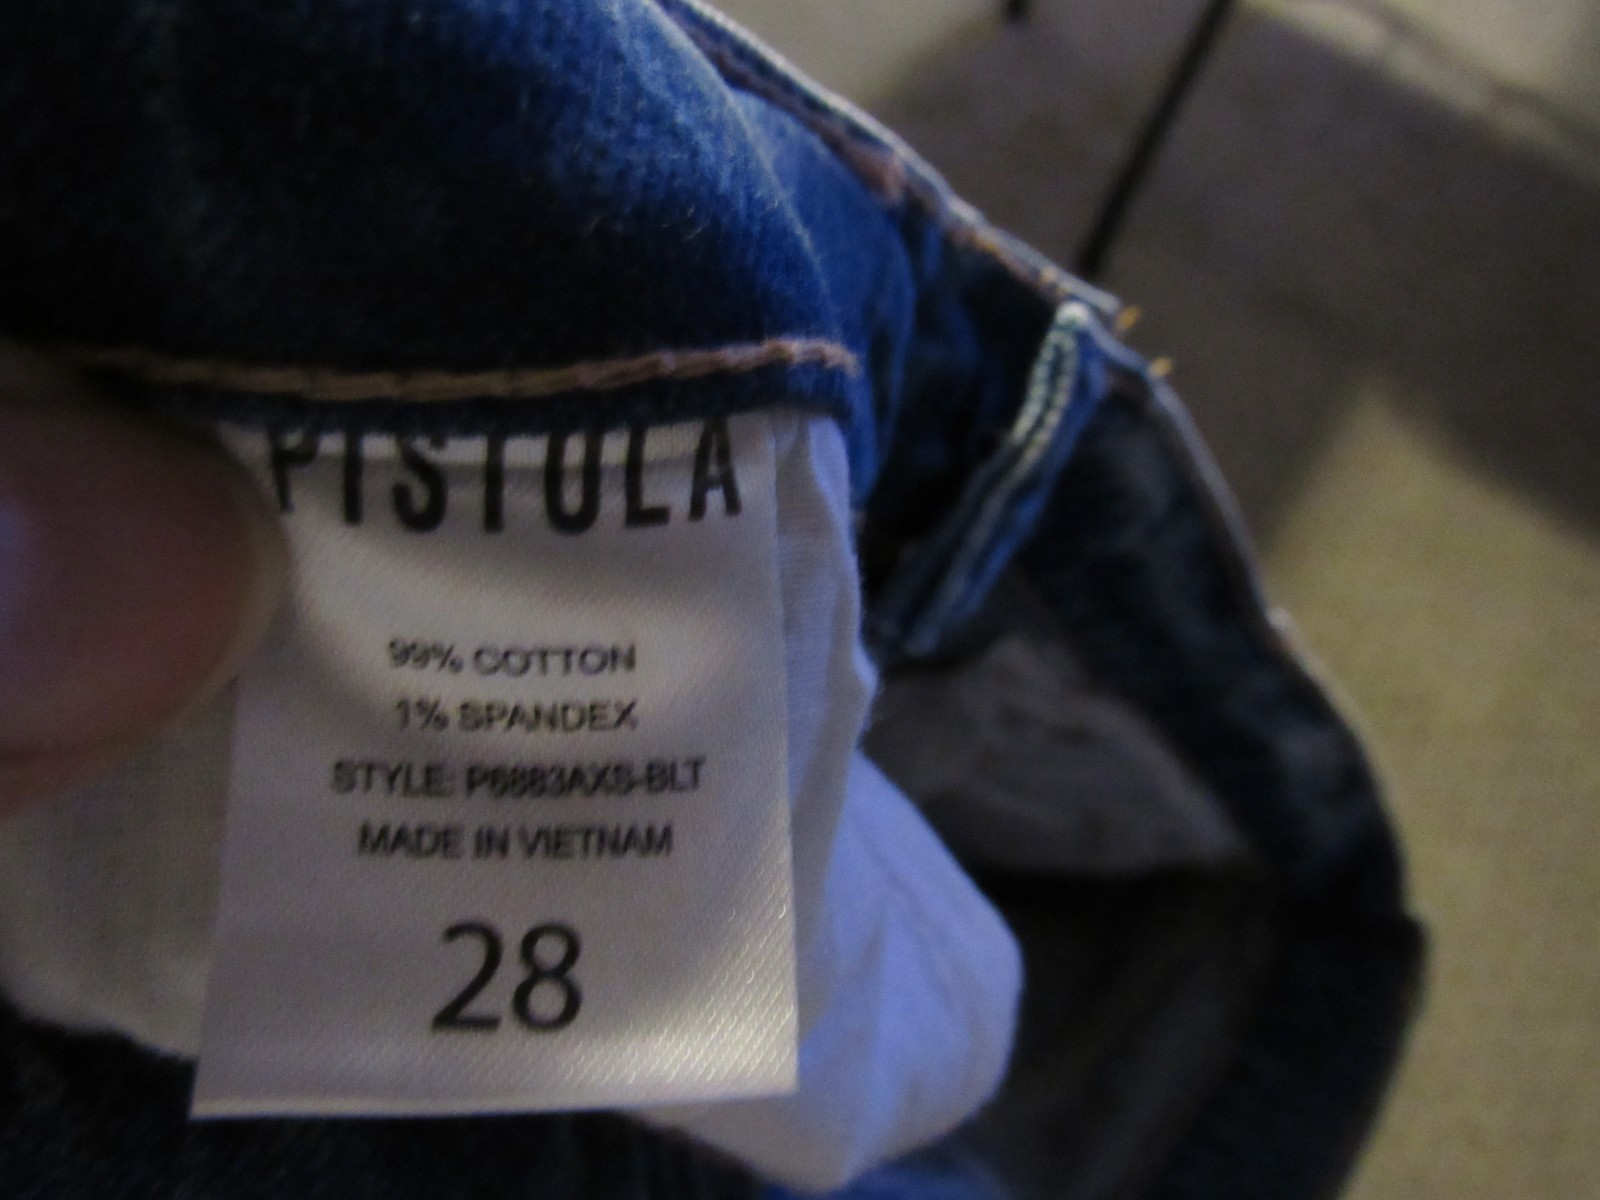 PISTOLA
99% COTTON
1% SPANDEX
STYLE: P6883AXS-BLT
MADE IN VIETNAM
28